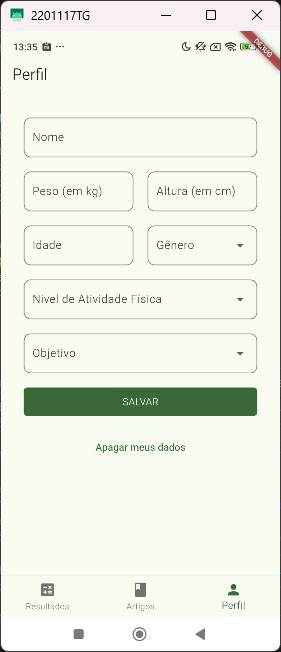 2201117TG
13:35
DEBUG
Perfil
Nome
Peso (em kg) Altura (em cm)
Idade Gênero
Nível de Atividade Física
Objetivo
SALVAR
Apagar meus dados
Resultados Artigos Perfil